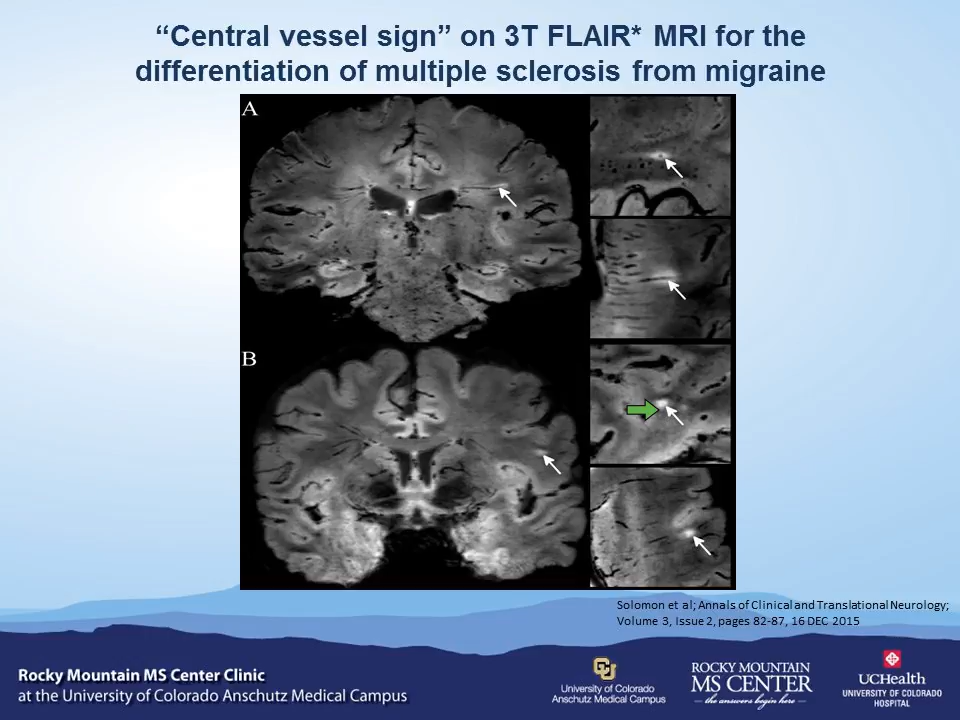 “Central vessel sign” on 3T FLAIR* MRI for the
differentiation of multiple sclerosis from migraine
A
B
Solomon et al; Annals of Clinical and Translational Neurology;
Volume 3, Issue 2, pages 82-87, 16 DEC 2015
Rocky Mountain MS Center Clinic
at the University of Colorado Anschutz Medical Campus
CU
University of Colorado
Anschutz Medical Campus
ROCKY MOUNTAIN
MS CENTER
the answers begin here
UCHealth
UNIVERSITY OF COLORADO
HOSPITAL